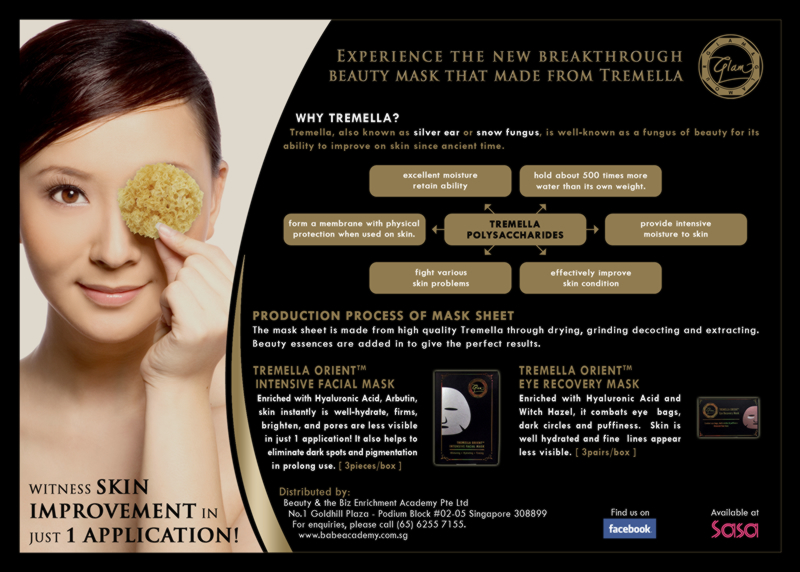 EXPERIENCE THE NEW BREAKTHROUGH
BEAUTY MASK THAT MADE FROM TREMELLA
Glam
WHY TREMELLA?
Tremella, also known as silver ear or snow fungus, is well-known as a fungus of beauty for its
ability to improve on skin since ancient time.
excellent moisture
retain ability
hold about 500 times more
water than its own weight.
form a membrane with physical
protection when used on skin.
TREMELLA
POLYSACCHARIDES
provide intensive
moisture to skin
fight various
skin problems
effectively improve
skin condition
PRODUCTION PROCESS OF MASK SHEET
The mask sheet is made from high quality Tremella through drying, grinding decocting and extracting.
Beauty essences are added in to give the perfect results.
TREMELLA ORIENT™
INTENSIVE FACIAL MASK
Enriched with Hyaluronic Acid, Arbutin,
skin instantly is well-hydrate, firms,
brighten, and pores are less visible
in just 1 application! It also helps to
eliminate dark spots and pigmentation
in prolong use. [ 3pieces/box ]
TREMELLA ORIENT™
INTENSIVE FACIAL MASK
TREMELLA ORIENT™
EYE RECOVERY MASK
Enriched with Hyaluronic Acid and
Witch Hazel, it combats eye bags,
dark circles and puffiness. Skin is
well hydrated and fine lines appear
less visible. [ 3pairs/box ]
TREMELLA ORIENT
WITNESS SKIN
IMPROVEMENT IN
JUST 1 APPLICATION!
Distributed by:
Beauty & the Biz Enrichment Academy Pte Ltd
No.1 Goldhill Plaza - Podium Block #02-05 Singapore 308899
For enquiries, please call (65) 6255 7155.
www.babeacademy.com.sg
Find us on
facebook
Available at
SaSa